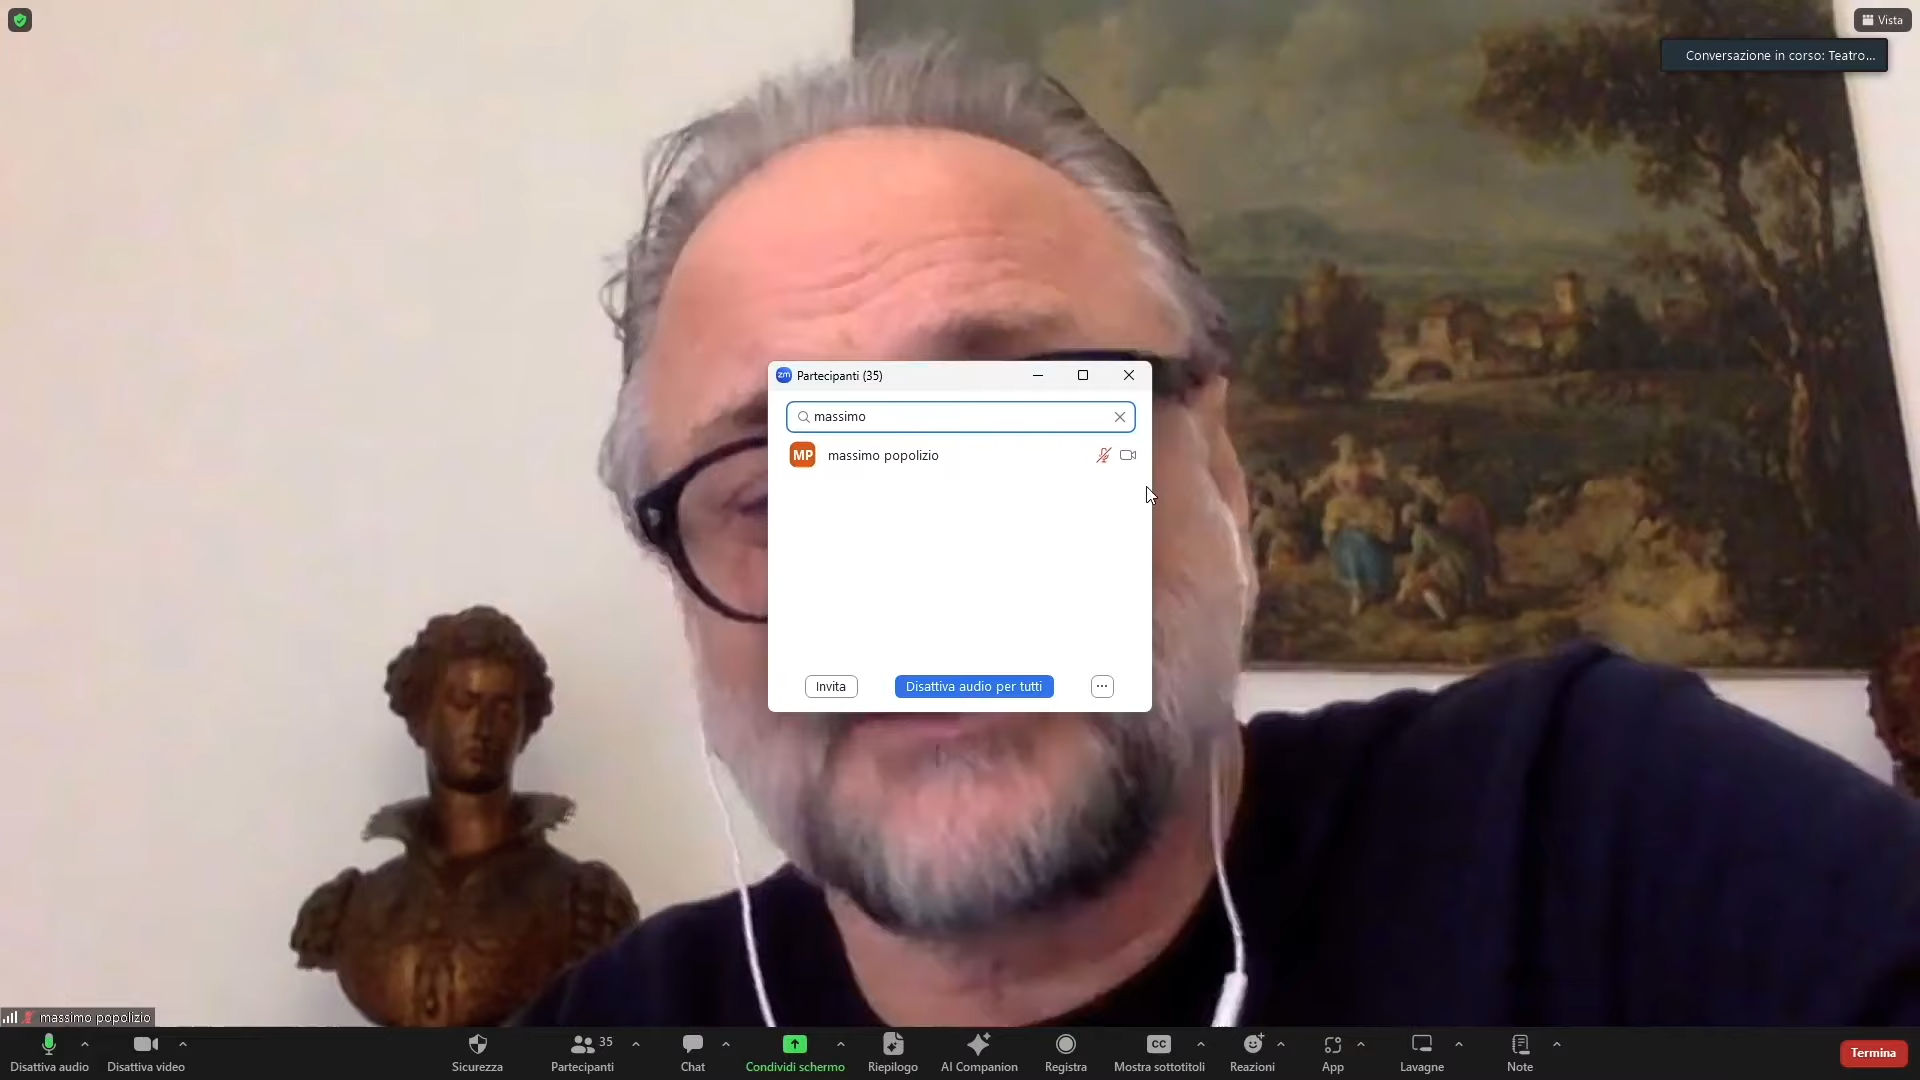 Vista
Conversazione in corso: Teatro...
zm Partecipanti (35)
massimo
MP massimo popolizio
Invita
Disattiva audio per tutti
...
massimo popolizio
35
CC
Disattiva audio
Disattiva video
Sicurezza
Partecipanti
Chat
Condividi schermo
Riepilogo
AI Companion
Registra
Mostra sottotitoli
Reazioni
App
Lavagne
Note
Termina